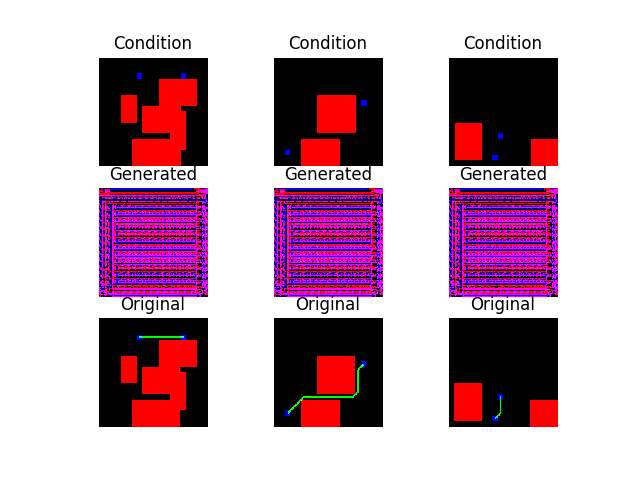 Condition Condition Condition
Generated Generated Generated
Original Original Original